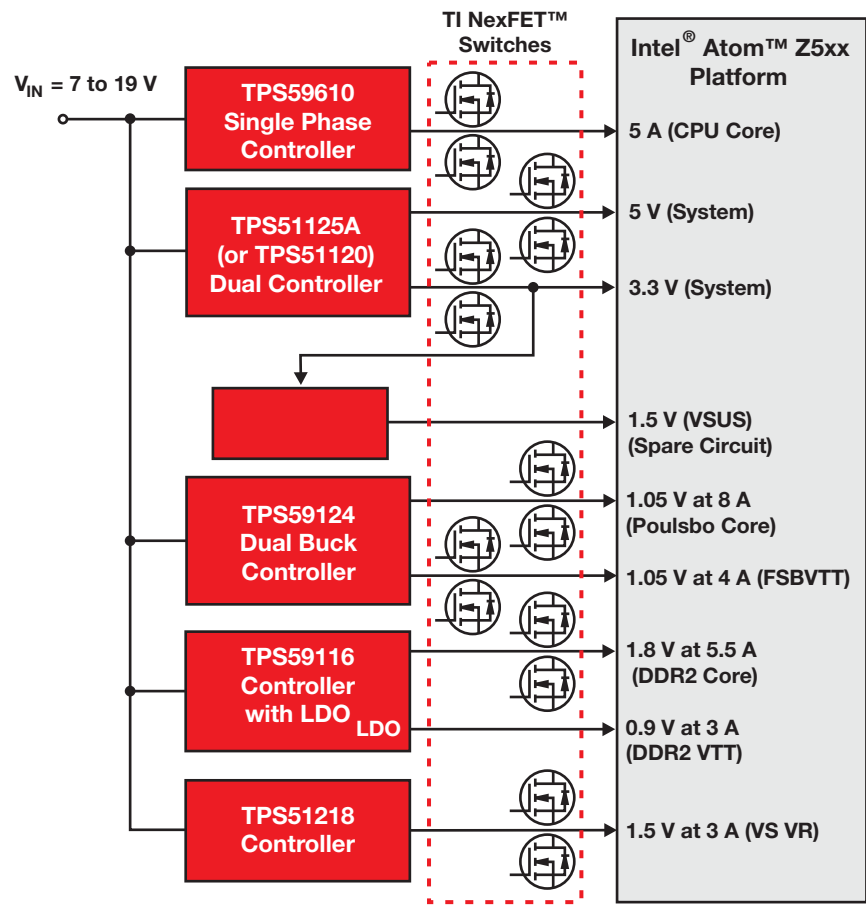 TI NexFET™
Switches
Intel® Atom™ Z5xx
Platform
VIN = 7 to 19 V
TPS59610
Single Phase
Controller
5 A (CPU Core)
TPS51125A
(or TPS51120)
Dual Controller
5 V (System)
3.3 V (System)
1.5 V (VSUS)
(Spare Circuit)
TPS59124
Dual Buck
Controller
1.05 V at 8 A
(Poulsbo Core)
1.05 V at 4 A (FSBVTT)
TPS59116
Controller
with LDO
LDO
1.8 V at 5.5 A
(DDR2 Core)
0.9 V at 3 A
(DDR2 VTT)
TPS51218
Controller
1.5 V at 3 A (VS VR)